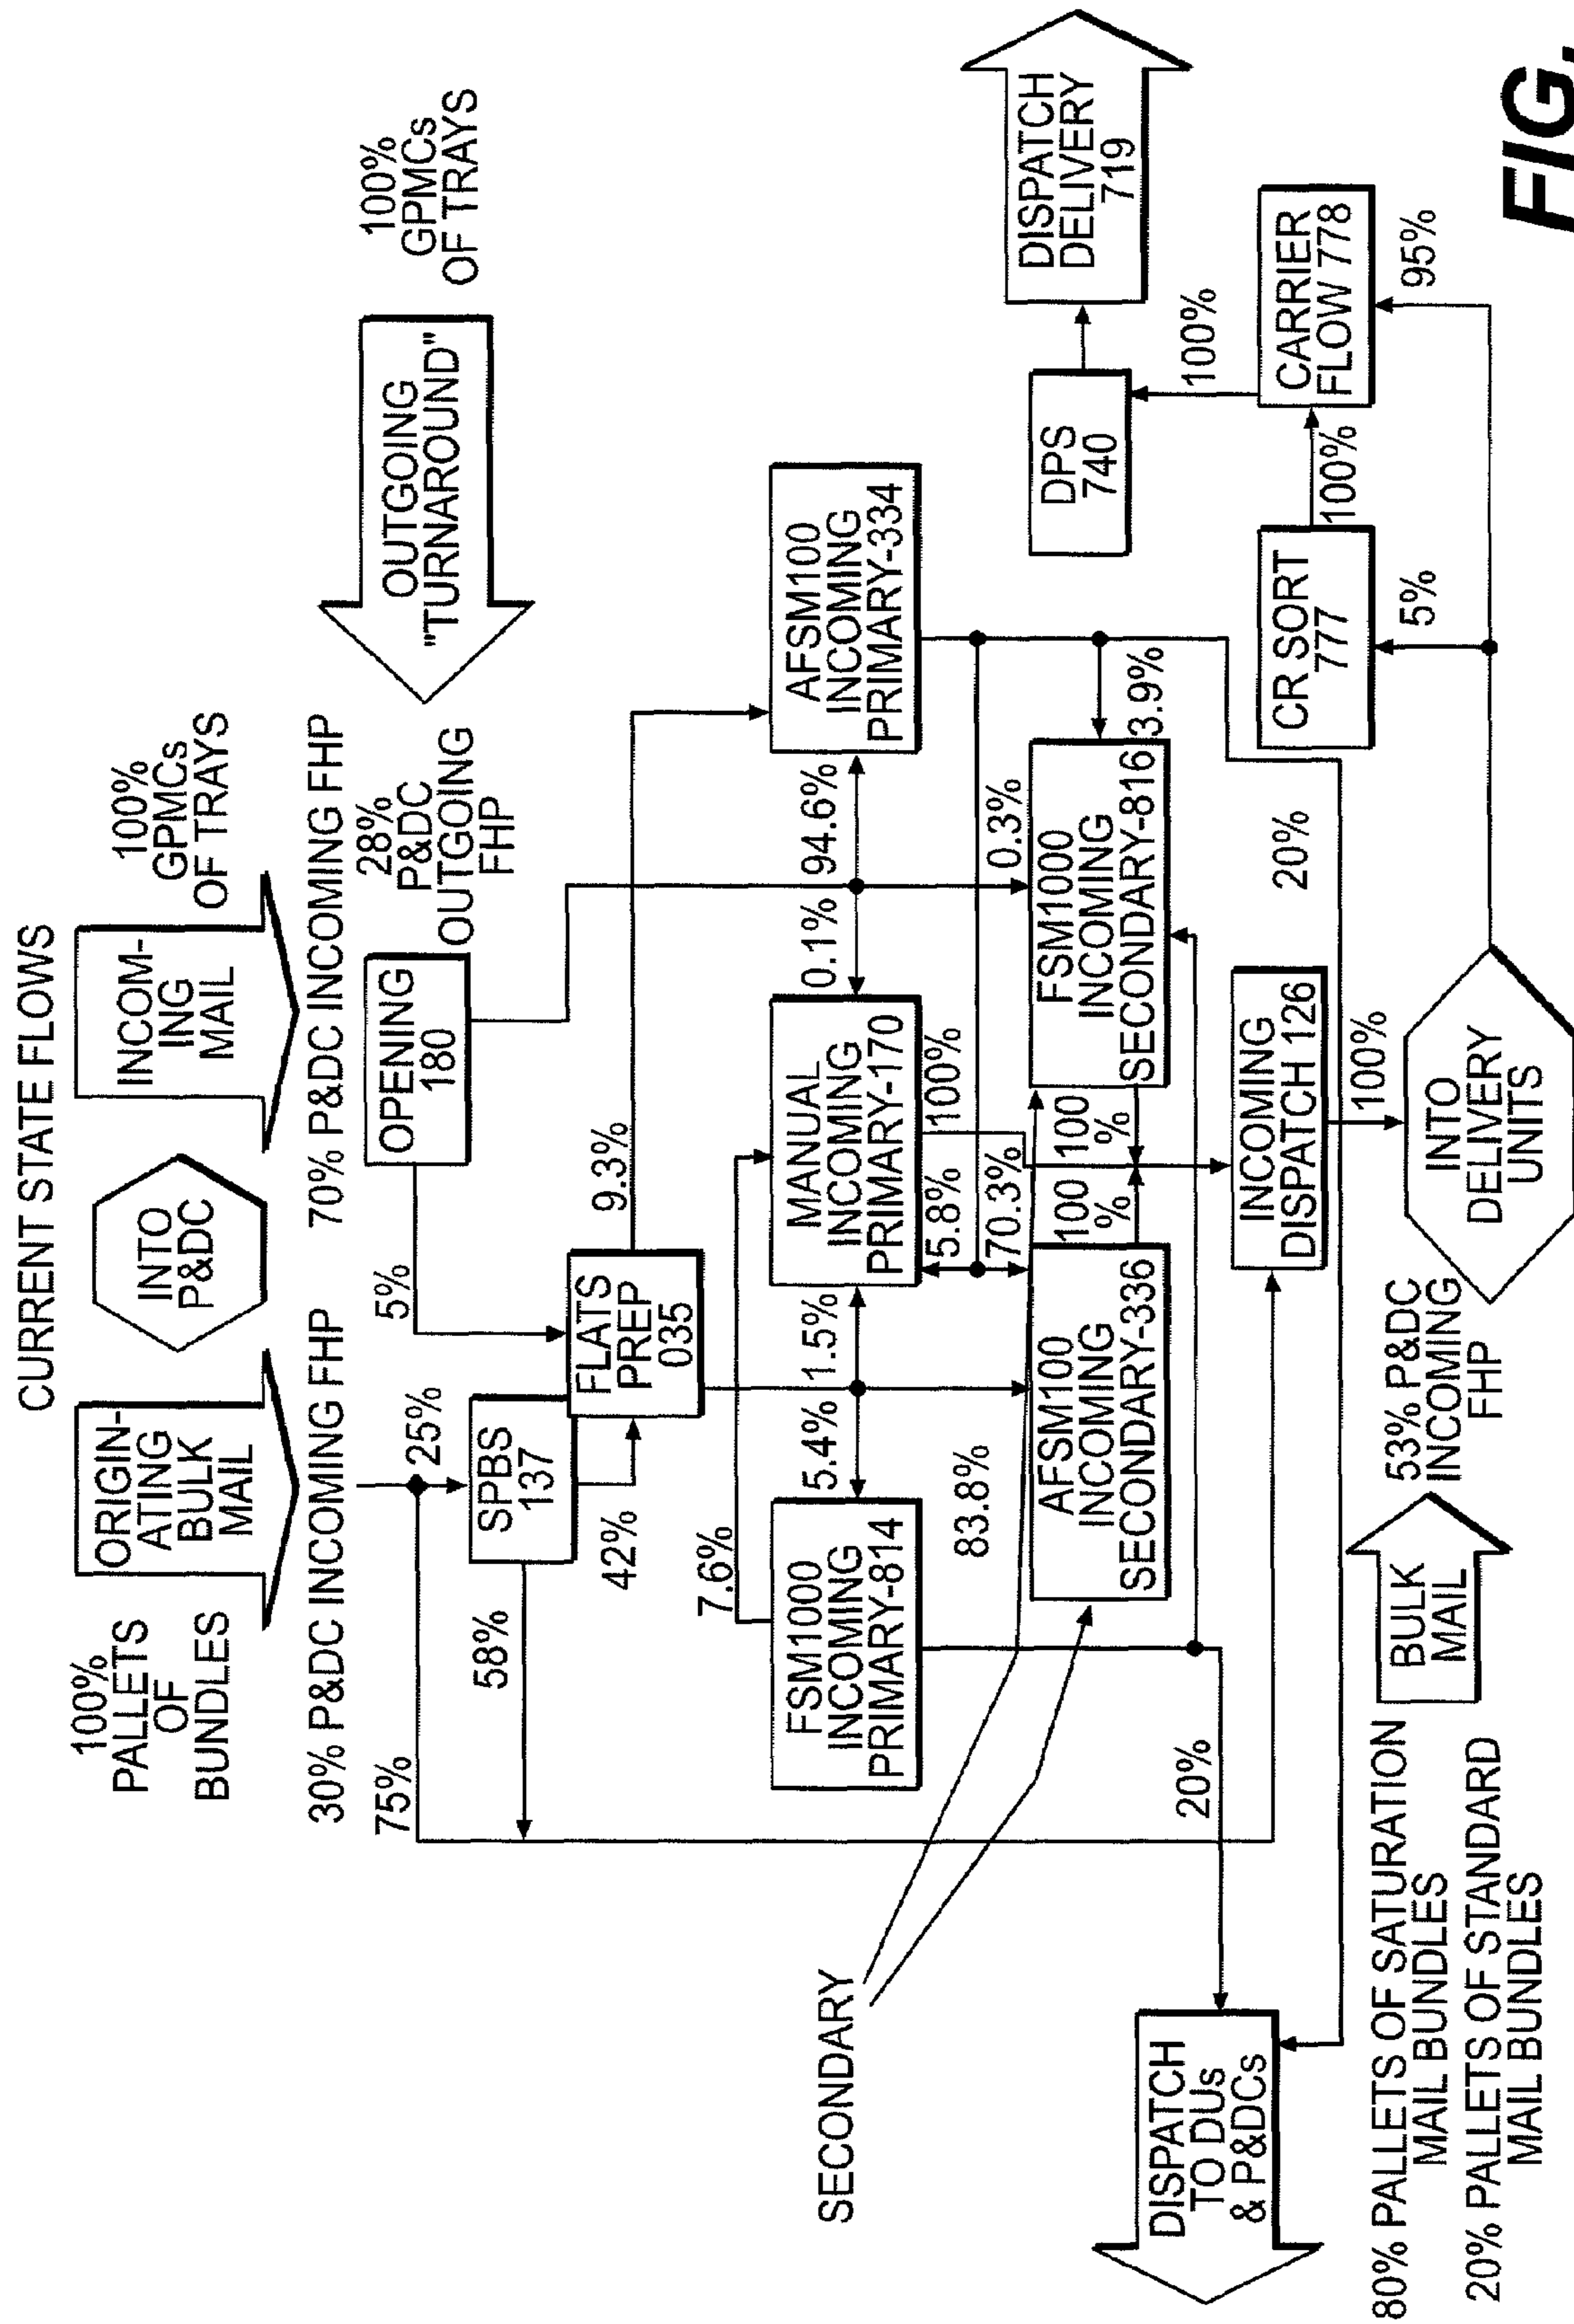 CURRENT STATE FLOWS
100%
PALLETS
OF
BUNDLES
ORIGIN-
ATING
BULK
MAIL
INTO
P&DC
INCOM-
ING
MAIL
100%
GPMCs
OF TRAYS
30% P&DC INCOMING FHP
70% P&DC INCOMING FHP
28%
P&DC
OUTGOING
FHP
OUTGOING
"TURNAROUND"
100%
GPMCs
OF TRAYS
75%
25%
5%
OPENING
180
58%
SPBS
137
42%
FLATS
PREP
035
9.3%
7.6%
FSM1000
INCOMING
PRIMARY-814
5.4%
1.5%
MANUAL
INCOMING
PRIMARY-170
0.1%
94.6%
AFSM100
INCOMING
PRIMARY-334
SECONDARY
83.8%
5.8%
100%
70.3%
0.3%
AFSM100
INCOMING
SECONDARY-336
100
%
100
%
FSM1000
INCOMING
SECONDARY-816
3.9%
DPS
740
DISPATCH
DELIVERY
719
DISPATCH
TO DUs
& P&DCs
20%
INCOMING
DISPATCH 126
20%
100%
CR SORT
777
100%
CARRIER
FLOW 778
100%
5%
95%
80% PALLETS OF SATURATION
MAIL BUNDLES
20% PALLETS OF STANDARD
MAIL BUNDLES
BULK
MAIL
53% P&DC
INCOMING
FHP
INTO
DELIVERY
UNITS
FIG.